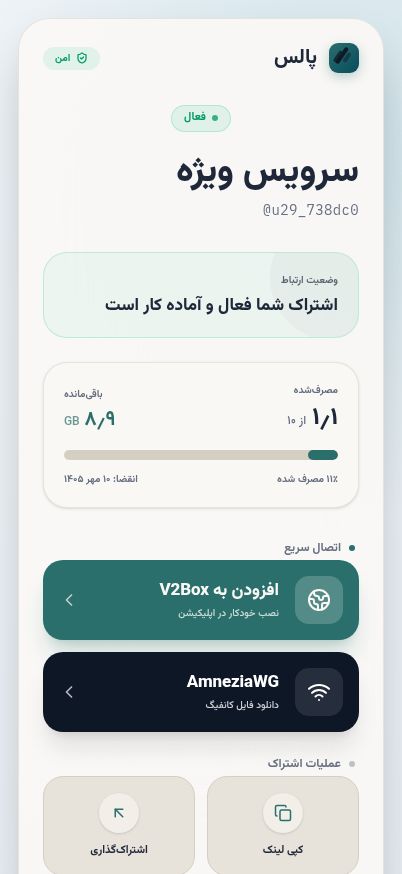 پالس
امن
فعال
سرویس ویژه
@u29_738dc0
وضعیت ارتباط
اشتراک شما فعال و آماده کار است
مصرف‌شده
۱٫۱ از ۱۰
باقی‌مانده
۸٫۹ GB
۱۱٪ مصرف شده
انقضا: ۱۰ مهر ۱۴۰۵
اتصال سریع
افزودن به V2Box
نصب خودکار در اپلیکیشن
AmneziaWG
دانلود فایل کانفیگ
عملیات اشتراک
کپی لینک
اشتراک‌گذاری